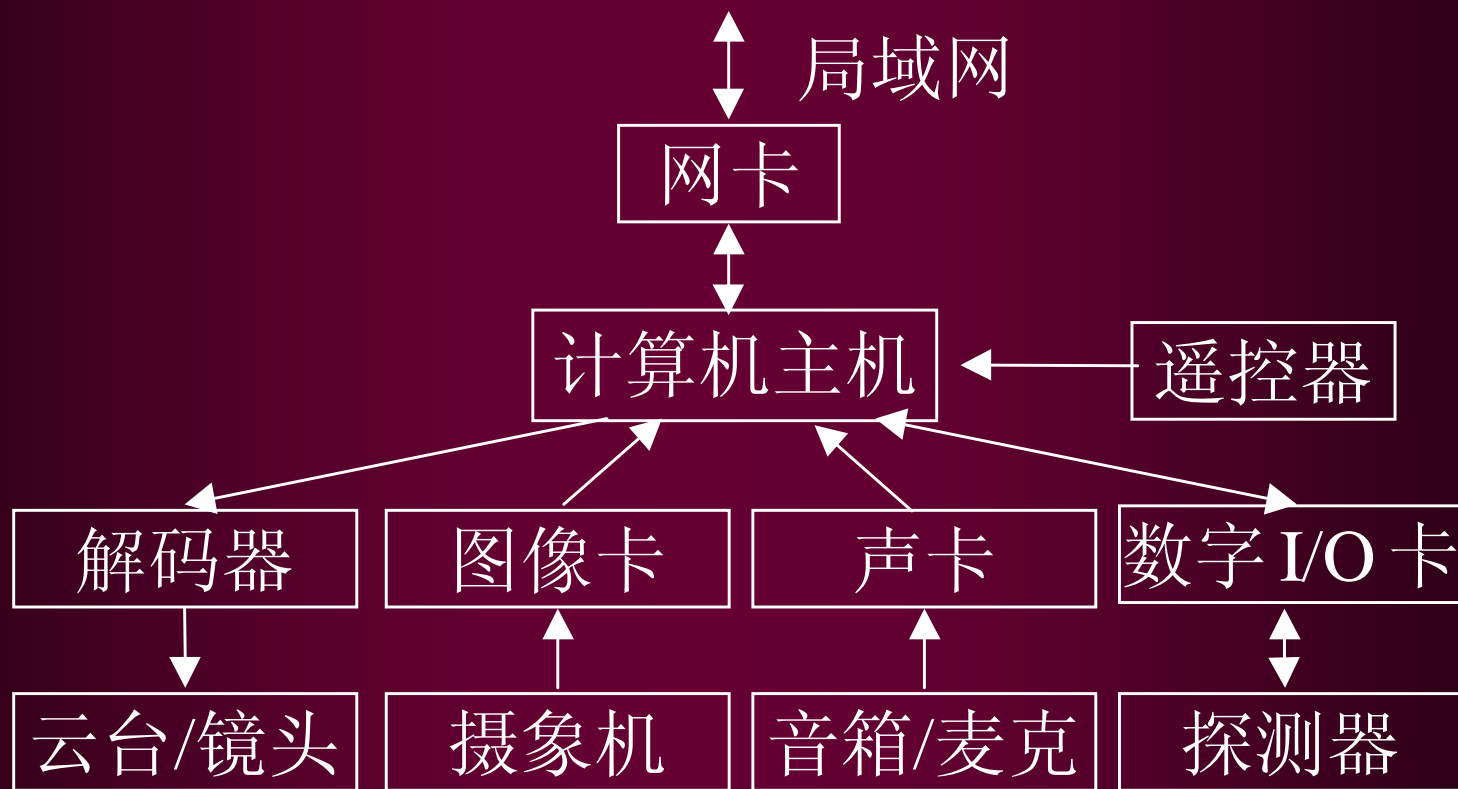 局域网
网卡
计算机主机
遥控器
解码器
图像卡
声卡
数字 I/O 卡
云台/镜头
摄象机
音箱/麦克
探测器